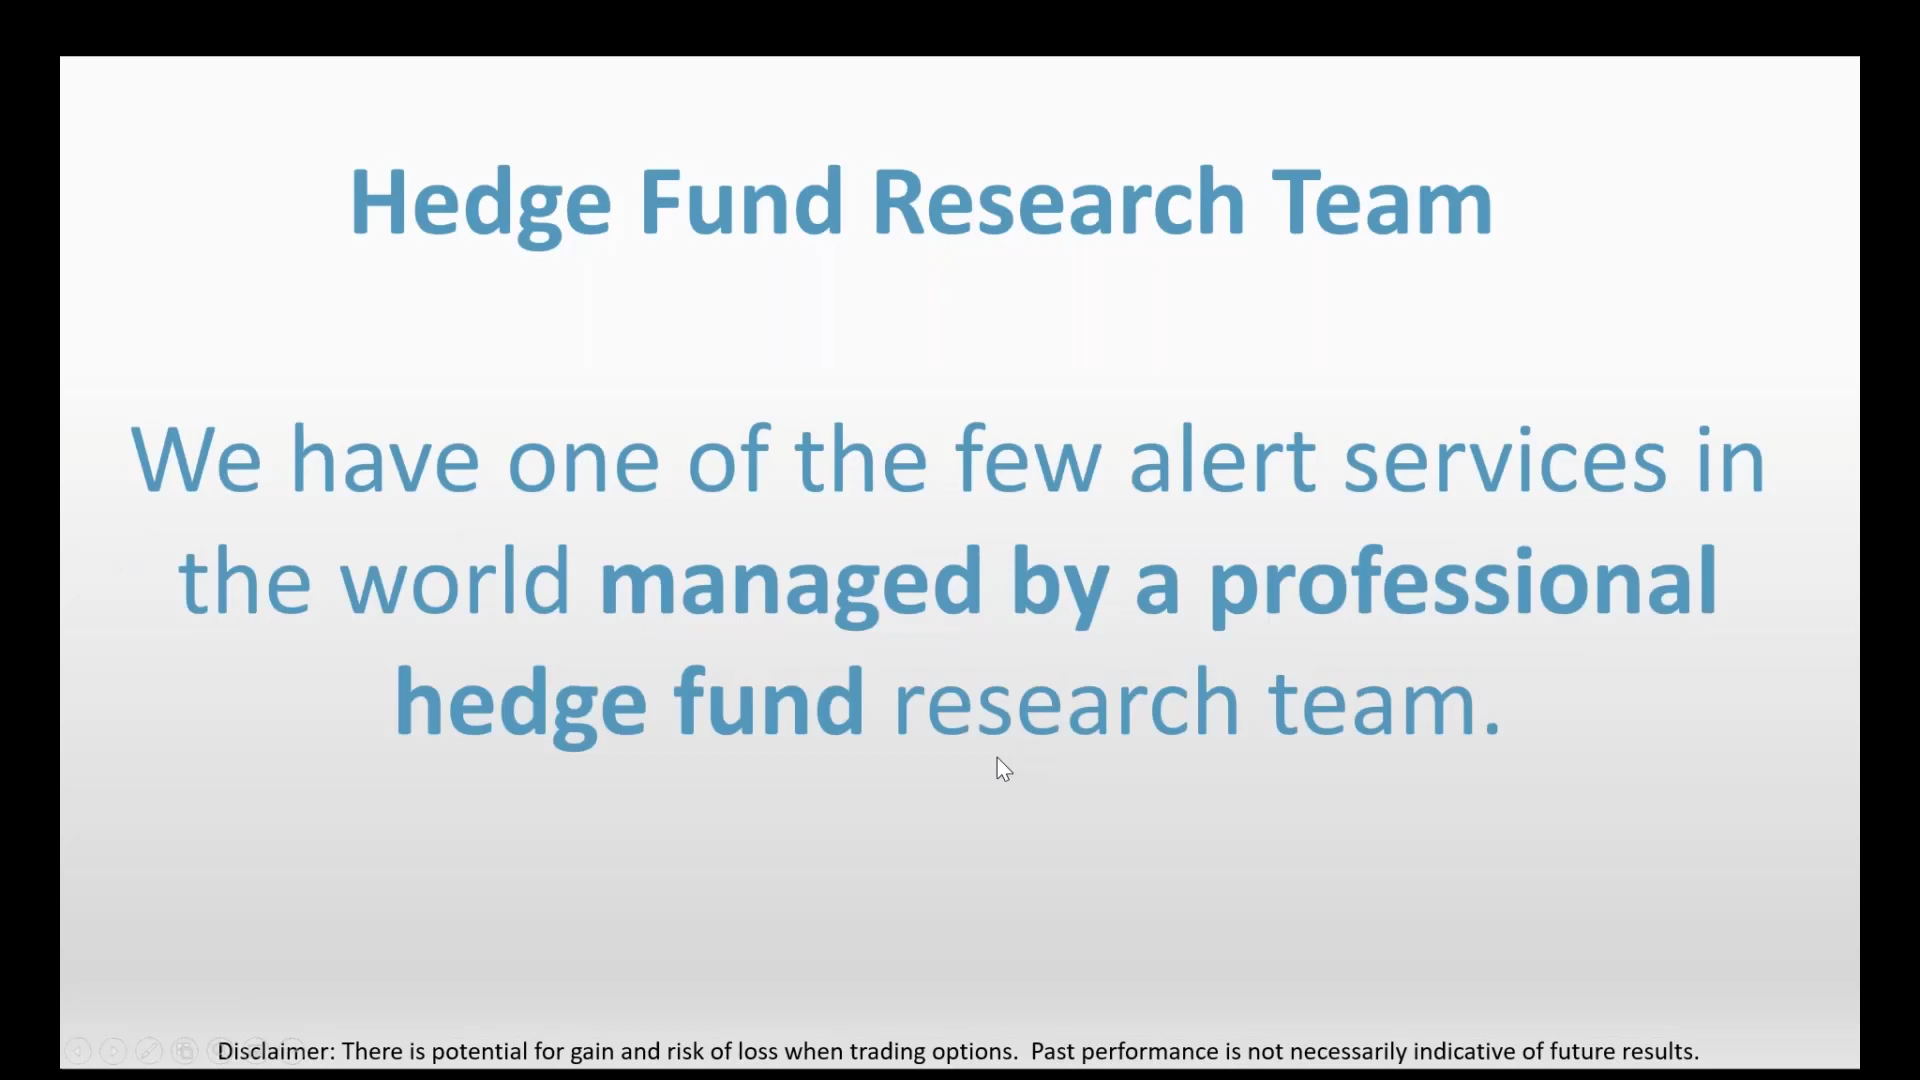 Hedge Fund Research Team
We have one of the few alert services in
the world managed by a professional
hedge fund research team.
Disclaimer: There is potential for gain and risk of loss when trading options.  Past performance is not necessarily indicative of future results.